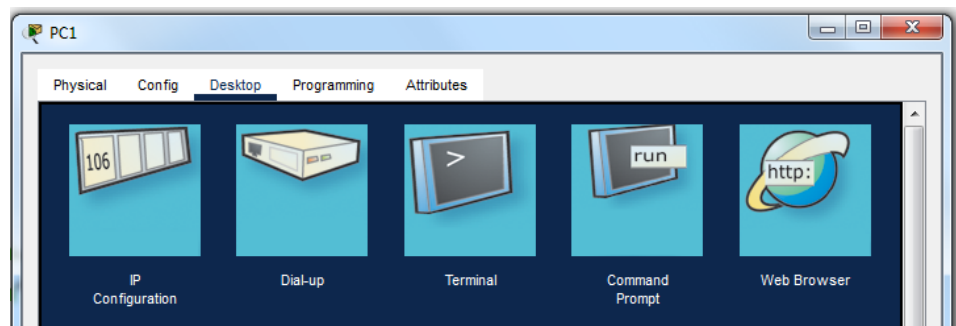 PC1
Physical Config Desktop Programming Attributes
106
>
run
http:
IP
Configuration
Dial-up
Terminal
Command
Prompt
Web Browser